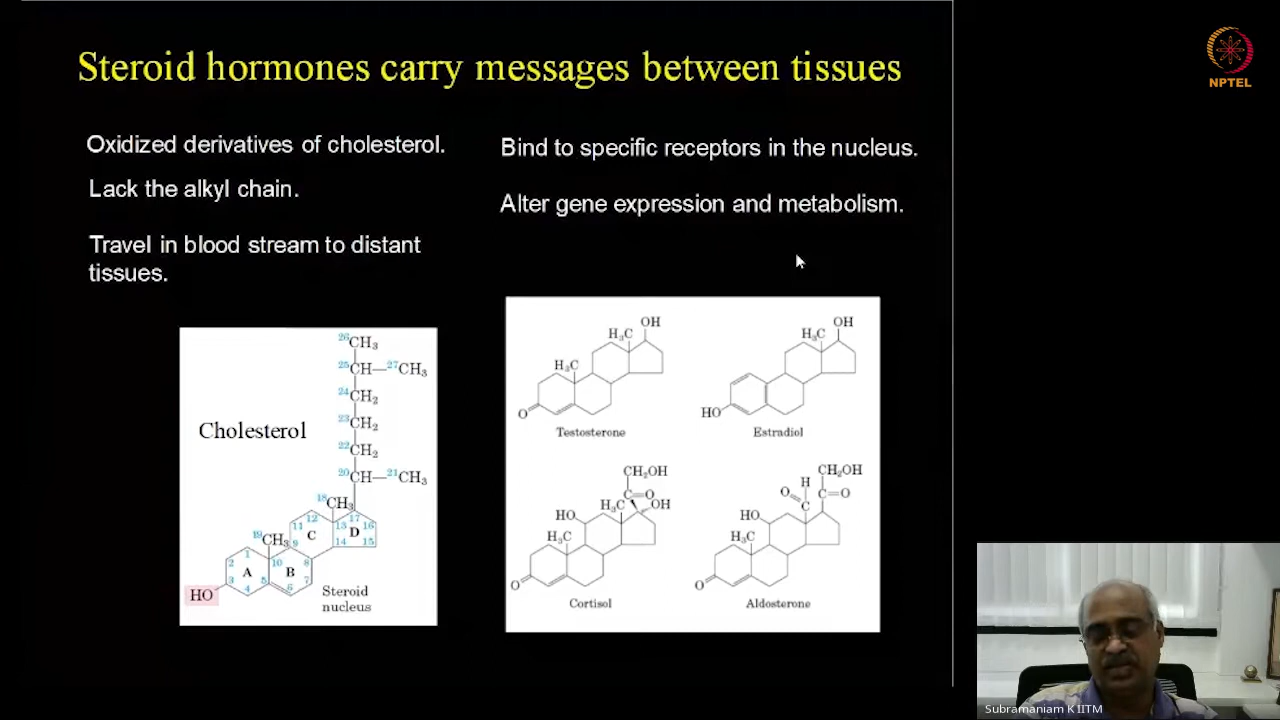 Steroid hormones carry messages between tissues
NPTEL
Oxidized derivatives of cholesterol.
Lack the alkyl chain.
Travel in blood stream to distant
tissues.
Bind to specific receptors in the nucleus.
Alter gene expression and metabolism.
26CH3
25CH—27CH3
24CH2
Cholesterol
23CH2
22CH2
20CH—21CH3
18CH3
12 17
11 13 16
C D
19CH3 9 14 15
1
2 10 8
A B
3 5 7
4 6
HO
Steroid
nucleus
OH
H3C
H3C
O
Testosterone
OH
H3C
HO
Estradiol
CH2OH
C=O
H3C OH
HO
H3C
O
Cortisol
CH2OH
H
O C=O
C
HO
H3C
O
Aldosterone
Subramaniam K IITM